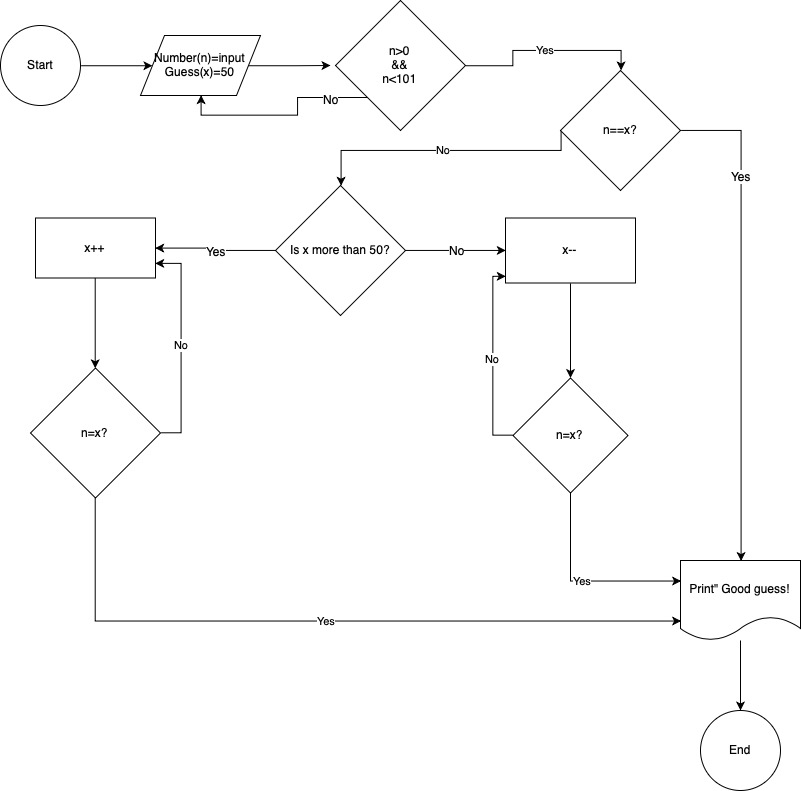 Start
Number(n)=input
Guess(x)=50
n>0
&&
n<101
Yes
No
n==x?
No
Yes
x++
Yes
Is x more than 50?
No
x--
No
No
n=x?
n=x?
Yes
Print" Good guess!
Yes
End